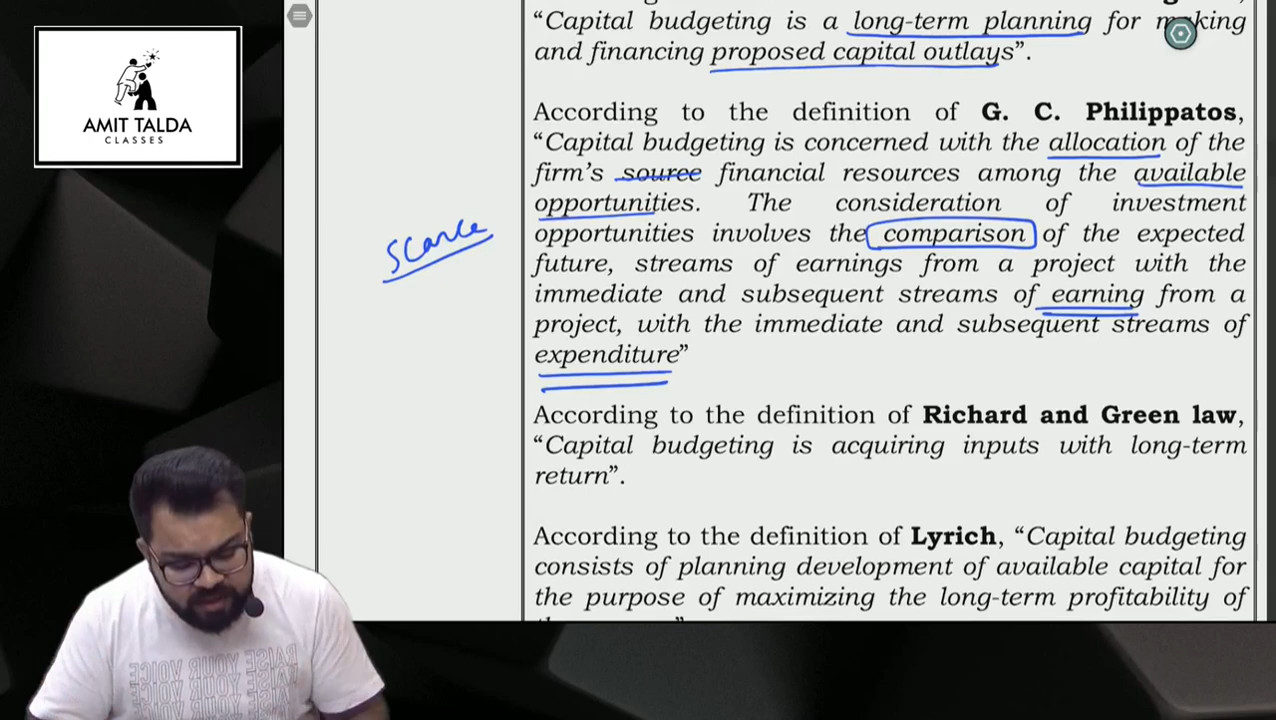 AMIT TALDA
CLASSES
“Capital budgeting is a long-term planning for making
and financing proposed capital outlays”.
According to the definition of G. C. Philippatos,
“Capital budgeting is concerned with the allocation of the
firm’s source financial resources among the available
opportunities. The consideration of investment
scarce
opportunities involves the comparison of the expected
future, streams of earnings from a project with the
immediate and subsequent streams of earning from a
project, with the immediate and subsequent streams of
expenditure”
According to the definition of Richard and Green law,
“Capital budgeting is acquiring inputs with long-term
return”.
According to the definition of Lyrich, “Capital budgeting
consists of planning development of available capital for
the purpose of maximizing the long-term profitability of
RAISE YOUR VOICE